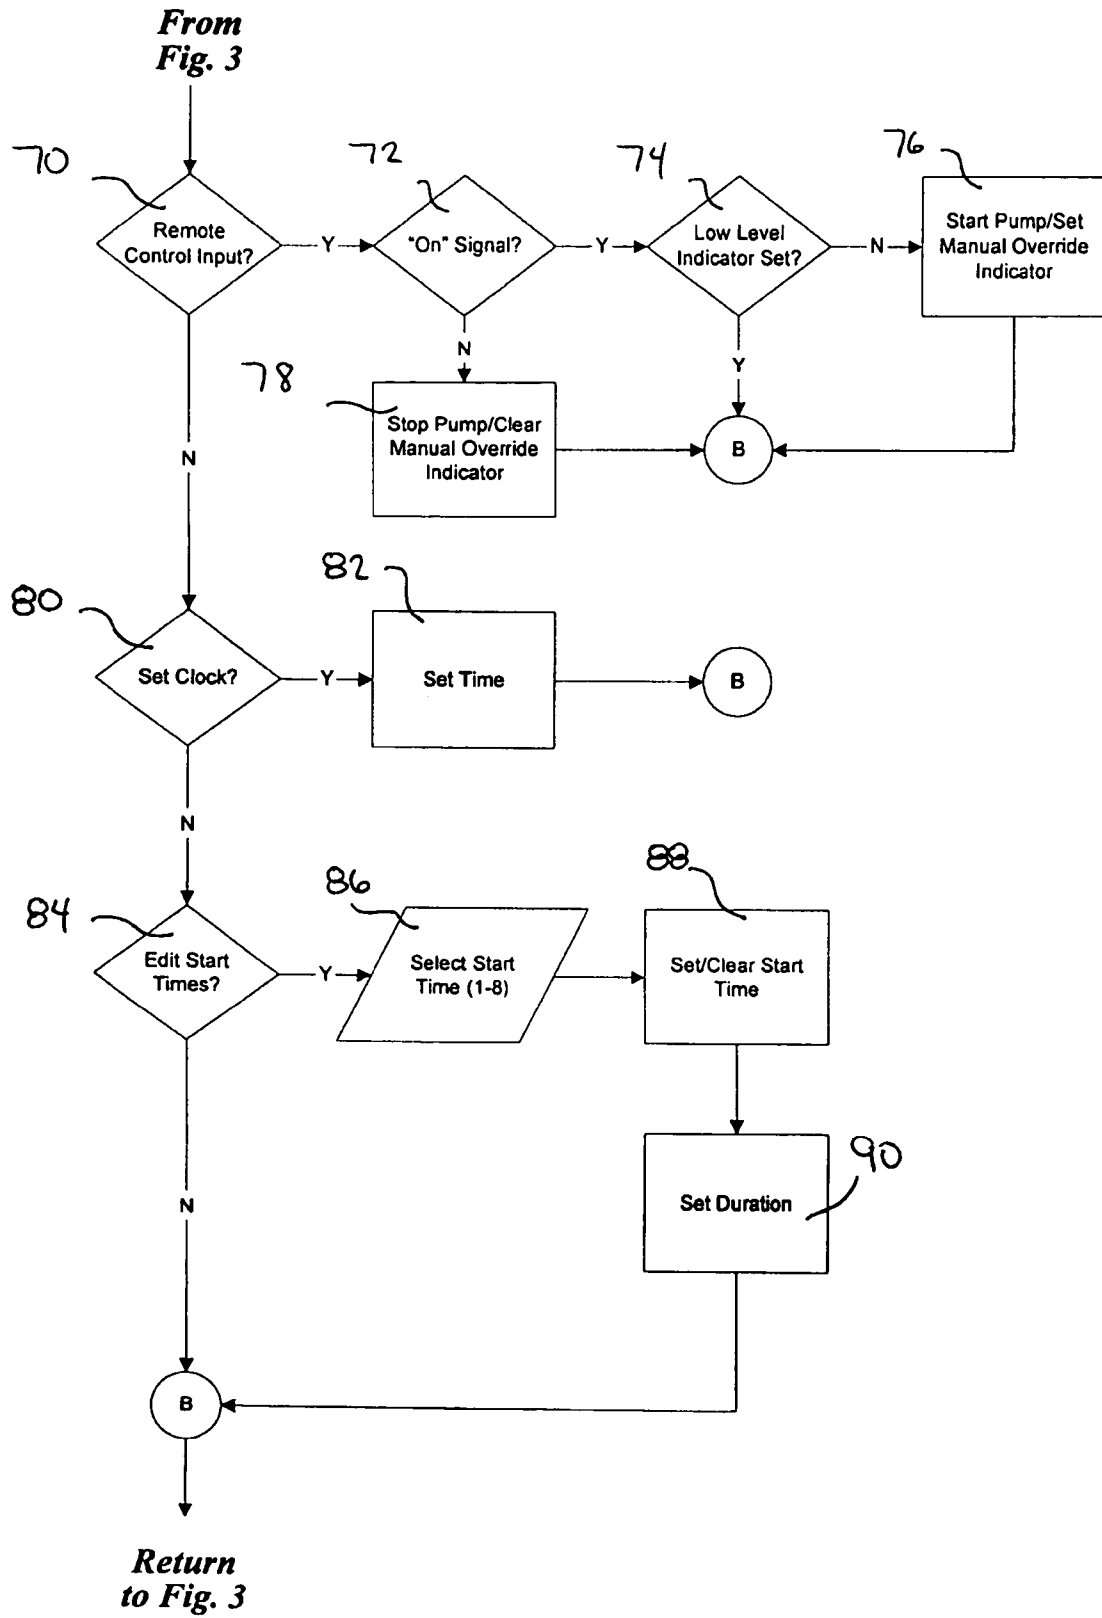 From
Fig. 3
70
72
74
76
Remote
Control Input?
Y
"On" Signal?
Y
Low Level
Indicator Set?
N
Start Pump/Set
Manual Override
Indicator
N
Y
78
Stop Pump/Clear
Manual Override
Indicator
B
N
80
82
Set Clock?
Y
Set Time
B
N
84
86
88
Edit Start
Times?
Y
Select Start
Time (1-8)
Set/Clear Start
Time
90
Set Duration
N
B
Return
to Fig. 3